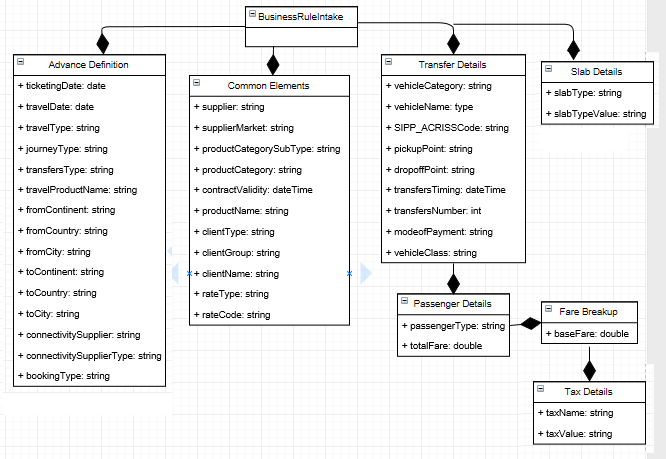 BusinessRuleIntake
Advance Definition
+ ticketingDate: date
+ travelDate: date
+ travelType: string
+ journeyType: string
+ transfersType: string
+ travelProductName: string
+ fromContinent: string
+ fromCountry: string
+ fromCity: string
+ toContinent: string
+ toCountry: string
+ toCity: string
+ connectivitySupplier: string
+ connectivitySupplierType: string
+ bookingType: string
Common Elements
+ supplier: string
+ supplierMarket: string
+ productCategorySubType: string
+ productCategory: string
+ contractValidity: dateTime
+ productName: string
+ clientType: string
+ clientGroup: string
+ clientName: string
+ rateType: string
+ rateCode: string
Transfer Details
+ vehicleCategory: string
+ vehicleName: type
+ SIPP_ACRISSCode: string
+ pickupPoint: string
+ dropoffPoint: string
+ transfersTiming: dateTime
+ transfersNumber: int
+ modeofPayment: string
+ vehicleClass: string
Slab Details
+ slabType: string
+ slabTypeValue: string
Passenger Details
+ passengerType: string
+ totalFare: double
Fare Breakup
+ baseFare: double
Tax Details
+ taxName: string
+ taxValue: string